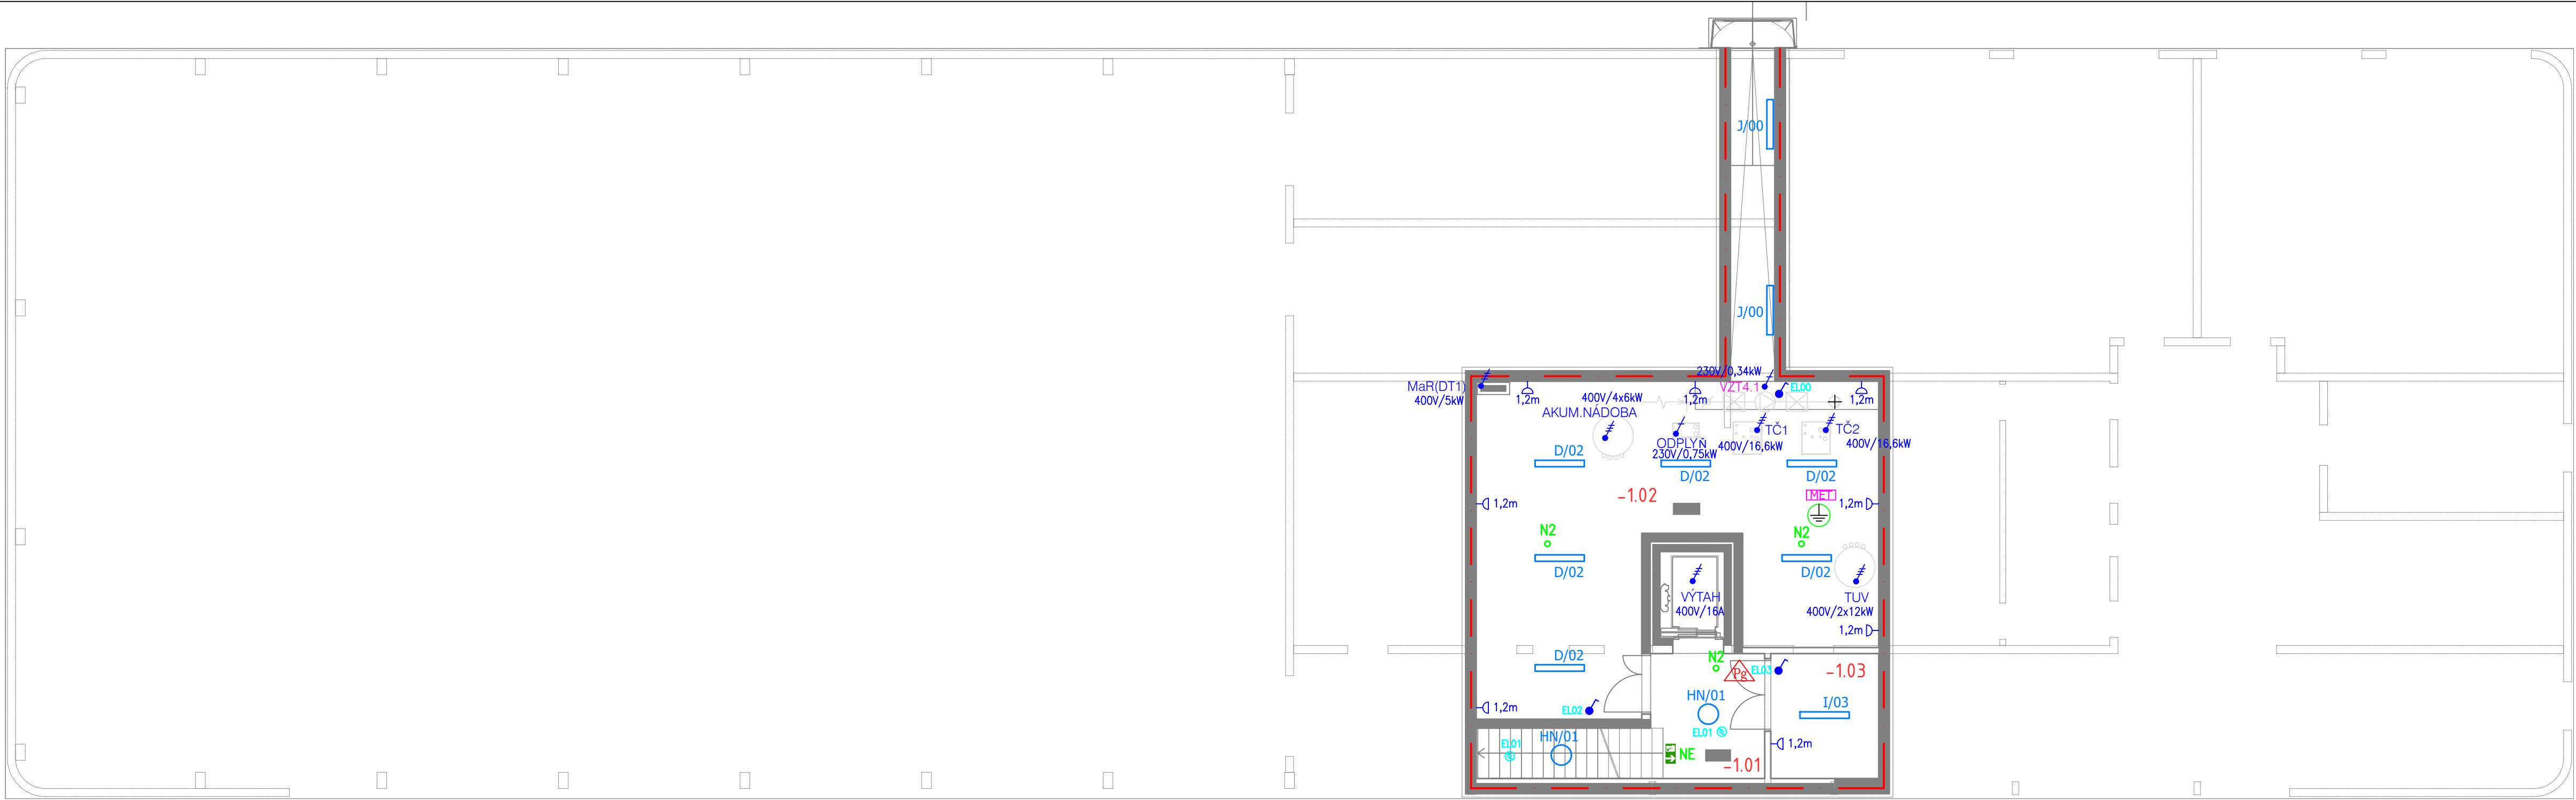 J/00
J/00
230V/0,34kW
MaR(DT1)
400V/5kW
1,2m
400V/4x6kW
AKUM.NÁDOBA
1,2m
VZT4.1
EL00
1,2m
ODPLYŇ
230V/0,75kW
TČ1
400V/16,6kW
TČ2
400V/16,6kW
D/02
D/02
D/02
-1.02
MET
1,2m
1,2m
N2
N2
D/02
D/02
VÝTAH
400V/16A
TUV
400V/2x12kW
1,2m
D/02
N2
Pg
EL03
-1.03
HN/01
I/03
1,2m
EL02
EL01
HN/01
EL01
NE
1,2m
-1.01